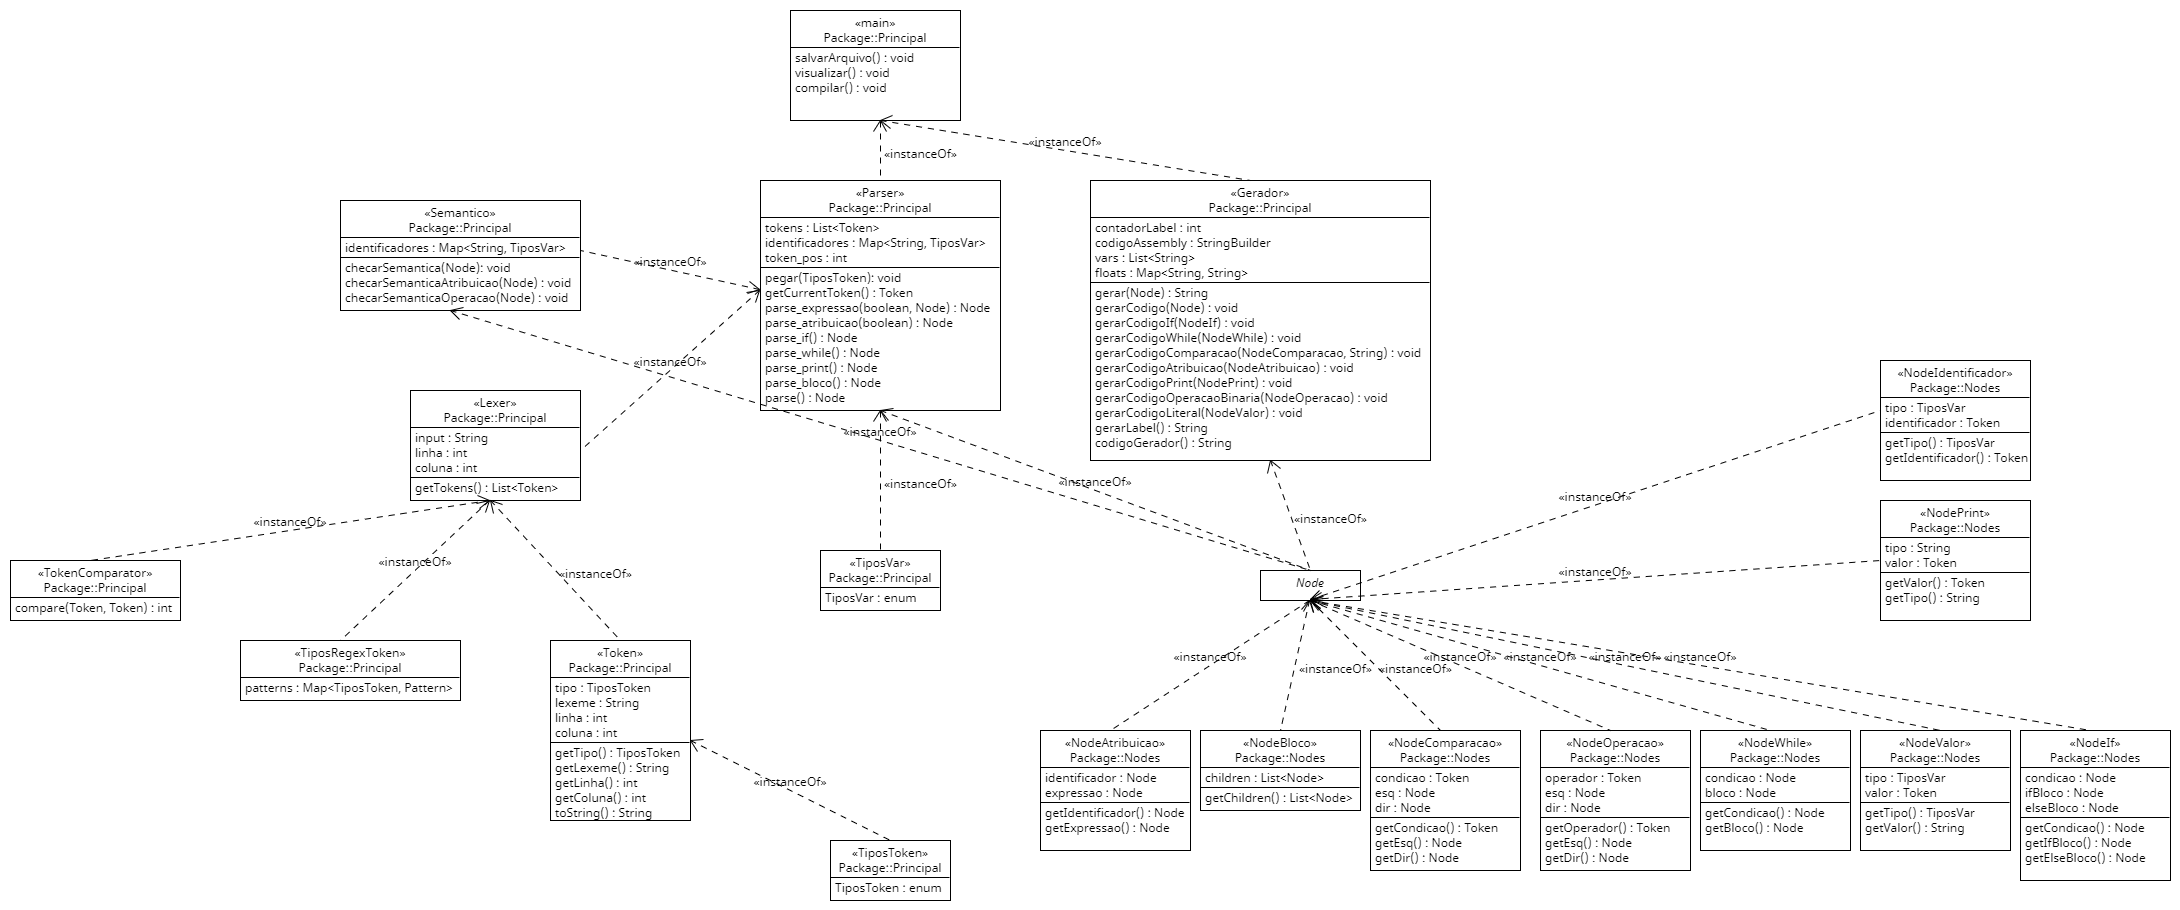 «main»
Package::Principal
salvarArquivo() : void
visualizar() : void
compilar() : void
«instanceOf»
«instanceOf»
«Semantico»
Package::Principal
identificadores : Map<String, TiposVar>
checarSemantica(Node): void
checarSemanticaAtribuicao(Node) : void
checarSemanticaOperacao(Node) : void
«instanceOf»
«instanceOf»
«Parser»
Package::Principal
tokens : List<Token>
identificadores : Map<String, TiposVar>
token_pos : int
pegar(TiposToken): void
getCurrentToken() : Token
parse_expressao(boolean, Node) : Node
parse_atribuicao(boolean) : Node
parse_if() : Node
parse_while() : Node
parse_print() : Node
parse_bloco() : Node
parse() : Node
«Gerador»
Package::Principal
contadorLabel : int
codigoAssembly : StringBuilder
vars : List<String>
floats : Map<String, String>
gerar(Node) : String
gerarCodigo(Node) : void
gerarCodigoIf(NodeIf) : void
gerarCodigoWhile(NodeWhile) : void
gerarCodigoComparacao(NodeComparacao, String) : void
gerarCodigoAtribuicao(NodeAtribuicao) : void
gerarCodigoPrint(NodePrint) : void
gerarCodigoOperacaoBinaria(NodeOperacao) : void
gerarCodigoLiteral(NodeValor) : void
gerarLabel() : String
codigoGerador() : String
«Lexer»
Package::Principal
input : String
linha : int
coluna : int
getTokens() : List<Token>
«instanceOf»
«instanceOf»
«instanceOf»
«instanceOf»
«NodeIdentificador»
Package::Nodes
tipo : TiposVar
identificador : Token
getTipo() : TiposVar
getIdentificador() : Token
«instanceOf»
«NodePrint»
Package::Nodes
tipo : String
valor : Token
getValor() : Token
getTipo() : String
«instanceOf»
«instanceOf»
«instanceOf»
«instanceOf»
«TokenComparator»
Package::Principal
compare(Token, Token) : int
«TiposVar»
Package::Principal
TiposVar : enum
Node
«instanceOf»
«TiposRegexToken»
Package::Principal
patterns : Map<TiposToken, Pattern>
«Token»
Package::Principal
tipo : TiposToken
lexeme : String
linha : int
coluna : int
getTipo() : TiposToken
getLexeme() : String
getLinha() : int
getColuna() : int
toString() : String
«instanceOf»
«instanceOf»
«instanceOf»
«instanceOf»
«instanceOf»
«instanceOf»
«instanceOf»
«instanceOf»
«TiposToken»
Package::Principal
TiposToken : enum
«NodeAtribuicao»
Package::Nodes
identificador : Node
expressao : Node
getIdentificador() : Node
getExpressao() : Node
«NodeBloco»
Package::Nodes
children : List<Node>
getChildren() : List<Node>
«NodeComparacao»
Package::Nodes
condicao : Token
esq : Node
dir : Node
getCondicao() : Token
getEsq() : Node
getDir() : Node
«NodeOperacao»
Package::Nodes
operador : Token
esq : Node
dir : Node
getOperador() : Token
getEsq() : Node
getDir() : Node
«NodeWhile»
Package::Nodes
condicao : Node
bloco : Node
getCondicao() : Node
getBloco() : Node
«NodeValor»
Package::Nodes
tipo : TiposVar
valor : Token
getTipo() : TiposVar
getValor() : String
«NodeIf»
Package::Nodes
condicao : Node
ifBloco : Node
elseBloco : Node
getCondicao() : Node
getIfBloco() : Node
getElseBloco() : Node